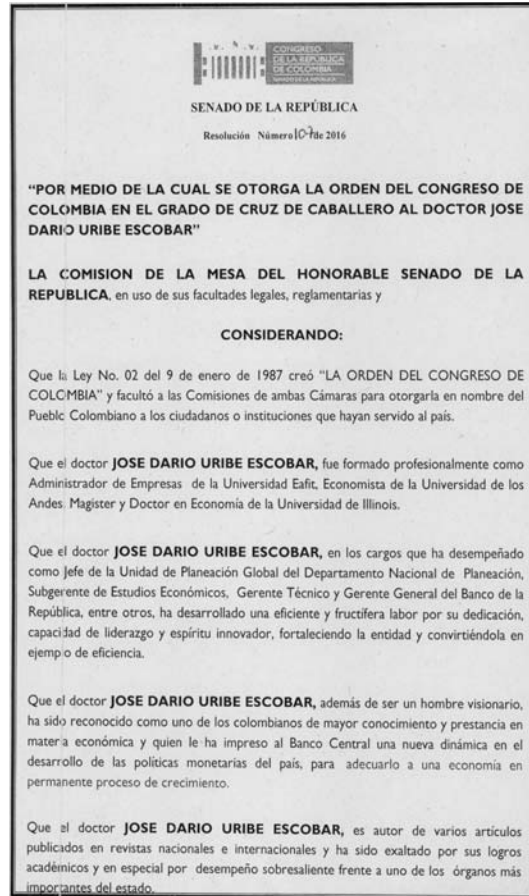 CONGRESO
DE LA REPÚBLICA
DE COLOMBIA
SENADO DE LA REPÚBLICA
SENADO DE LA REPÚBLICA
Resolución Número 107 de 2016
“POR MEDIO DE LA CUAL SE OTORGA LA ORDEN DEL CONGRESO DE
COLOMBIA EN EL GRADO DE CRUZ DE CABALLERO AL DOCTOR JOSE
DARIO URIBE ESCOBAR”
LA COMISION DE LA MESA DEL HONORABLE SENADO DE LA
REPUBLICA, en uso de sus facultades legales, reglamentarias y
CONSIDERANDO:
Que la Ley No. 02 del 9 de enero de 1987 creó “LA ORDEN DEL CONGRESO DE
COLOMBIA” y facultó a las Comisiones de ambas Cámaras para otorgarla en nombre del
Pueblo Colombiano a los ciudadanos o instituciones que hayan servido al país.
Que el doctor JOSE DARIO URIBE ESCOBAR, fue formado profesionalmente como
Administrador de Empresas de la Universidad Eafit, Economista de la Universidad de los
Andes, Magister y Doctor en Economía de la Universidad de Illinois.
Que el doctor JOSE DARIO URIBE ESCOBAR, en los cargos que ha desempeñado
como Jefe de la Unidad de Planeación Global del Departamento Nacional de Planeación,
Subgerente de Estudios Económicos, Gerente Técnico y Gerente General del Banco de la
República, entre otros, ha desarrollado una eficiente y fructífera labor por su dedicación,
capacidad de liderazgo y espíritu innovador, fortaleciendo la entidad y convirtiéndola en
ejemplo de eficiencia.
Que el doctor JOSE DARIO URIBE ESCOBAR, además de ser un hombre visionario,
ha sido reconocido como uno de los colombianos de mayor conocimiento y prestancia en
materia económica y quien le ha impreso al Banco Central una nueva dinámica en el
desarrollo de las políticas monetarias del país, para adecuarlo a una economía en
permanente proceso de crecimiento.
Que el doctor JOSE DARIO URIBE ESCOBAR, es autor de varios artículos
publicados en revistas nacionales e internacionales y ha sido exaltado por sus logros
académicos y en especial por desempeño sobresaliente frente a uno de los órganos más
importantes del estado.